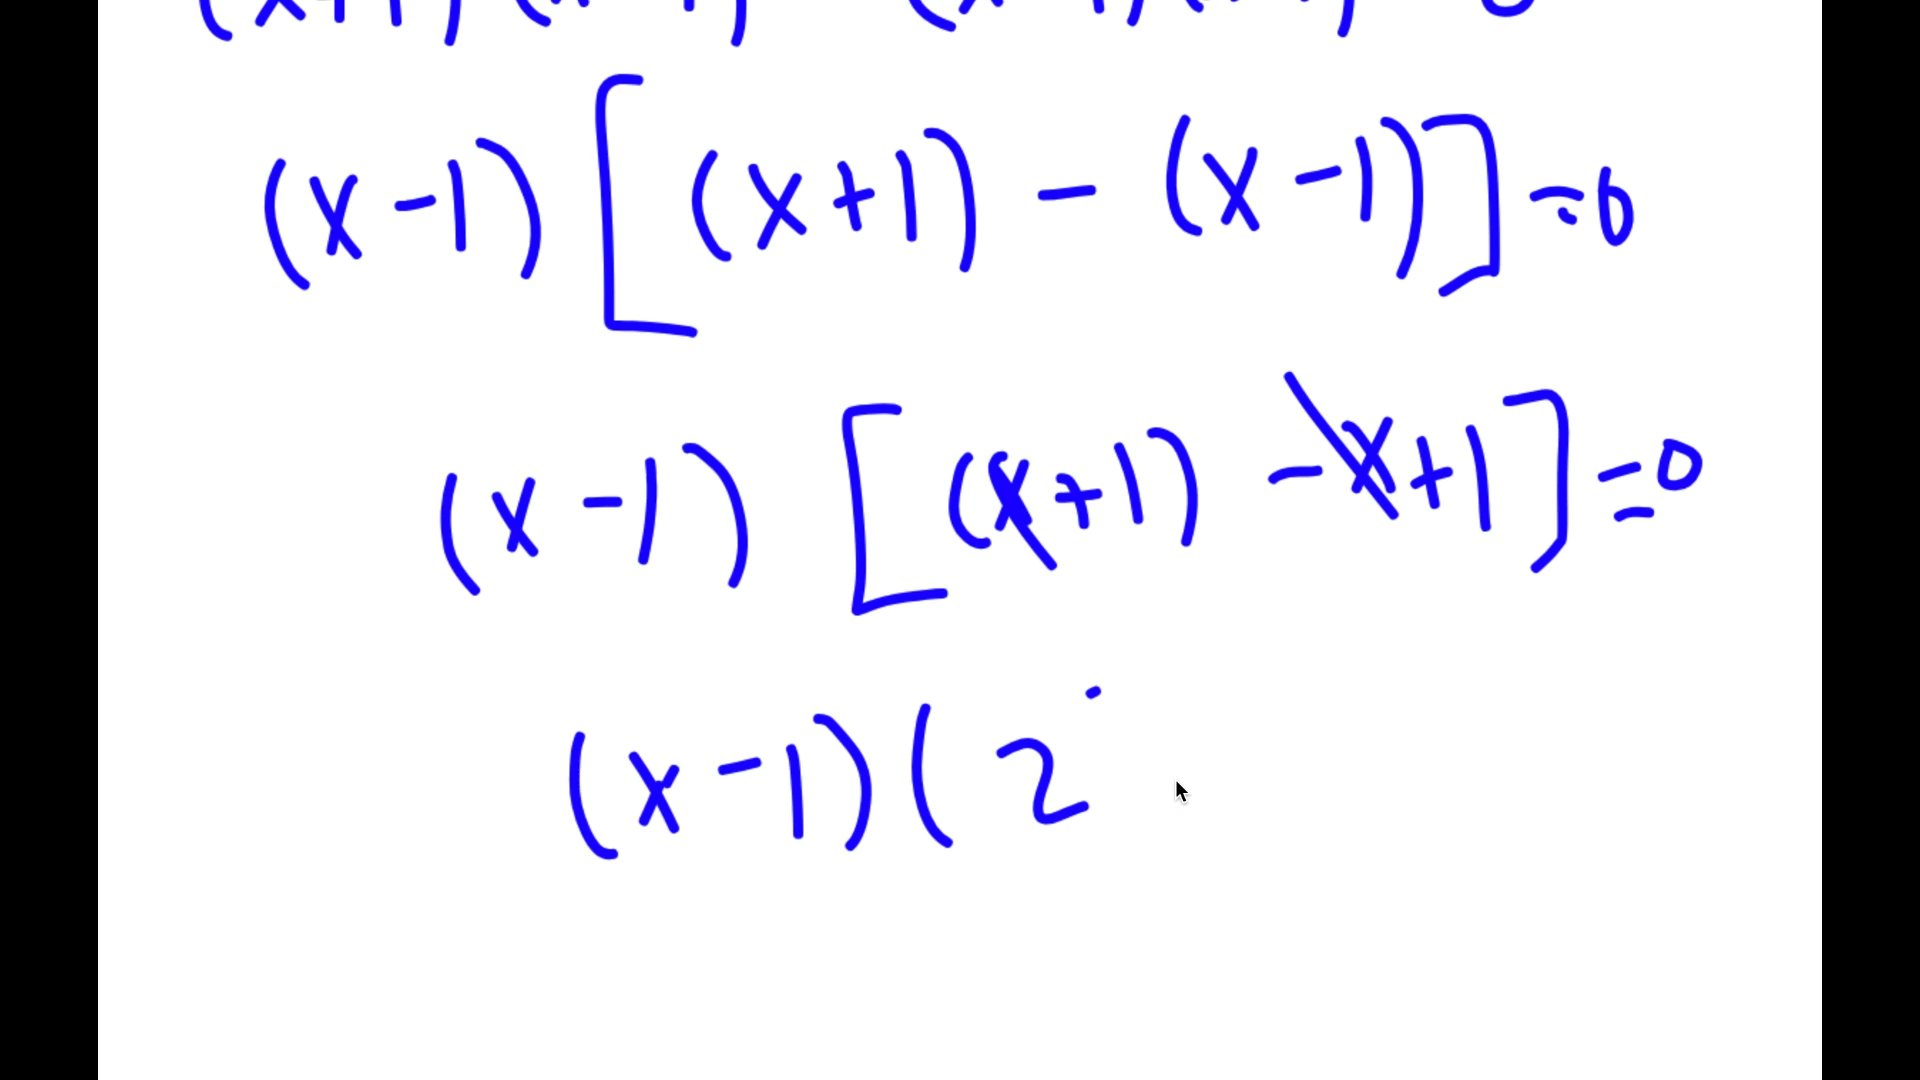 (x-1) [(x+1) - (x-1)] = 0
(x-1) [(x+1) - x+1] = 0
(x-1)(2